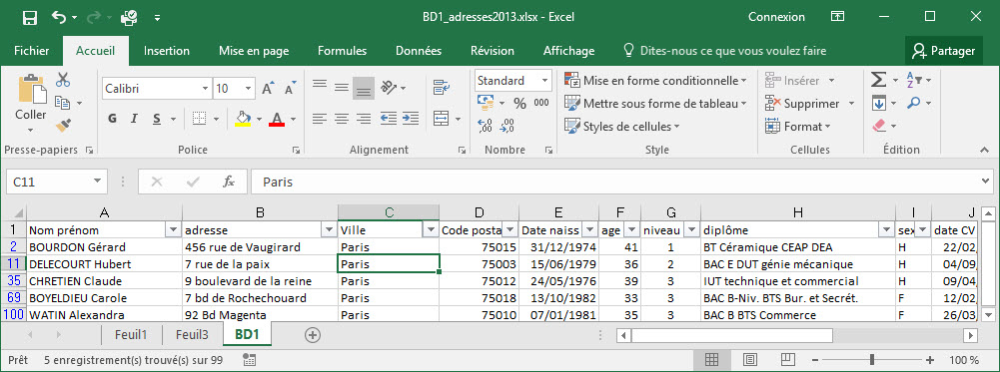 BD1_adresses2013.xlsx - Excel Connexion
Fichier Accueil Insertion Mise en page Formules Données Révision Affichage Dites-nous ce que vous voulez faire Partager
Coller Calibri 10 A A Standard Mise en forme conditionnelle Insérer Σ
G I S A % 000 Mettre sous forme de tableau Supprimer
Styles de cellules Format
Presse-papiers Police Alignement Nombre Style Cellules Édition
C11 fx Paris
A B C D E F G H I J
1 Nom prénom adresse Ville Code posta Date naiss age niveau diplôme sex date CV
2 BOURDON Gérard 456 rue de Vaugirard Paris 75015 31/12/1974 41 1 BT Céramique CEAP DEA H 22/02,
11 DELECOURT Hubert 7 rue de la paix Paris 75003 15/06/1979 36 2 BAC E DUT génie mécanique H 04/09,
35 CHRETIEN Claude 9 boulevard de la reine Paris 75012 24/05/1976 39 3 IUT technique et commercial H 09/04,
69 BOYELDIEU Carole 7 bd de Rochechouard Paris 75018 13/10/1982 33 3 BAC B-Niv. BTS Bur. et Secrét. F 12/02,
100 WATIN Alexandra 92 Bd Magenta Paris 75010 07/01/1981 35 3 BAC B BTS Commerce F 26/03,
Feuil1 Feuil3 BD1
Prêt 5 enregistrement(s) trouvé(s) sur 99 100 %